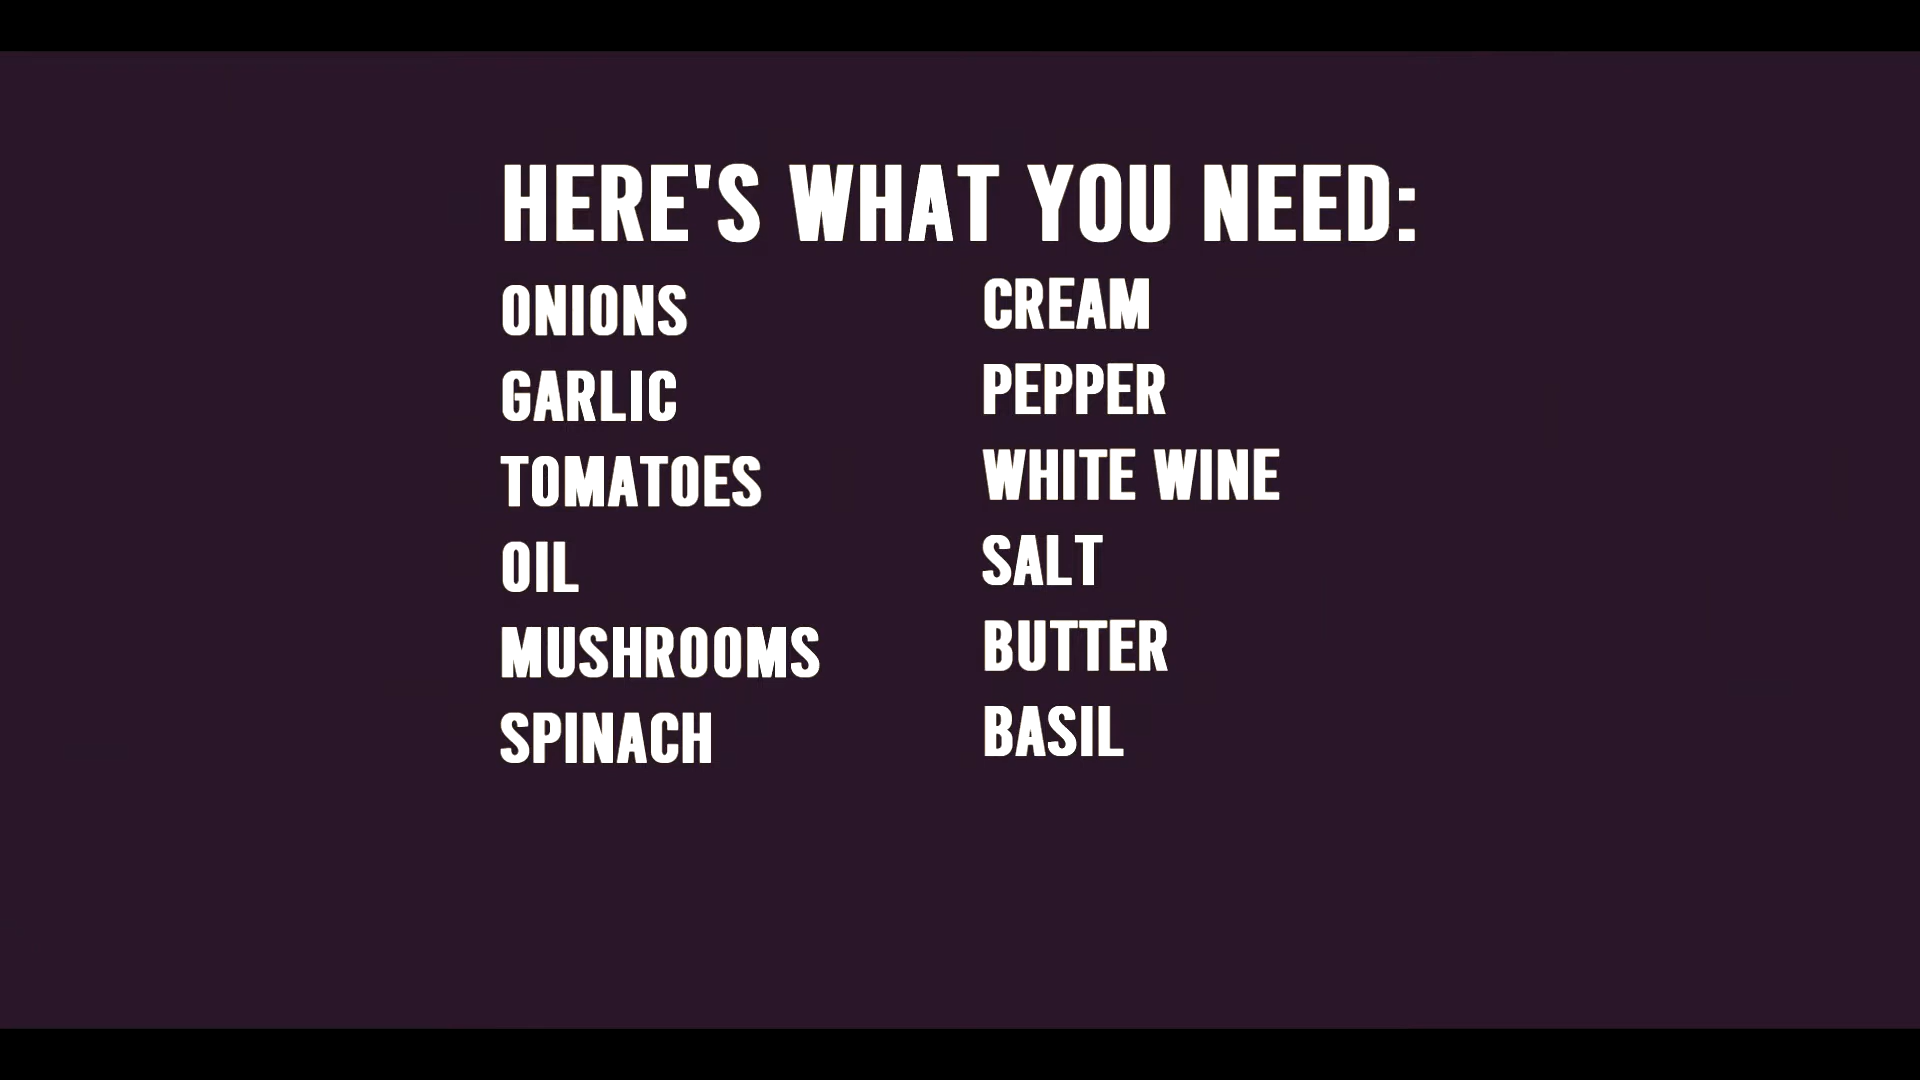 HERE'S WHAT YOU NEED:
ONIONS
GARLIC
TOMATOES
OIL
MUSHROOMS
SPINACH
CREAM
PEPPER
WHITE WINE
SALT
BUTTER
BASIL